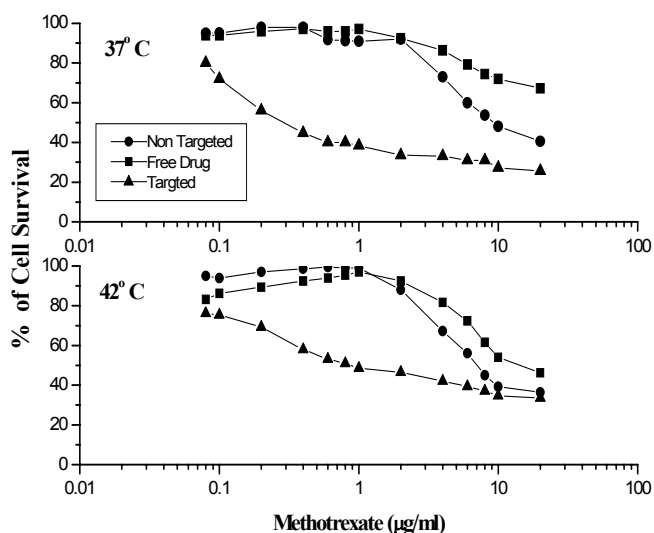 100
37° C
80
60
Non Targeted
Free Drug
Targted
40
20
0
0.01 0.1 1 10 100
% of Cell Survival
100
42° C
80
60
40
20
0
0.01 0.1 1 10 100
Methotrexate (µg/ml)